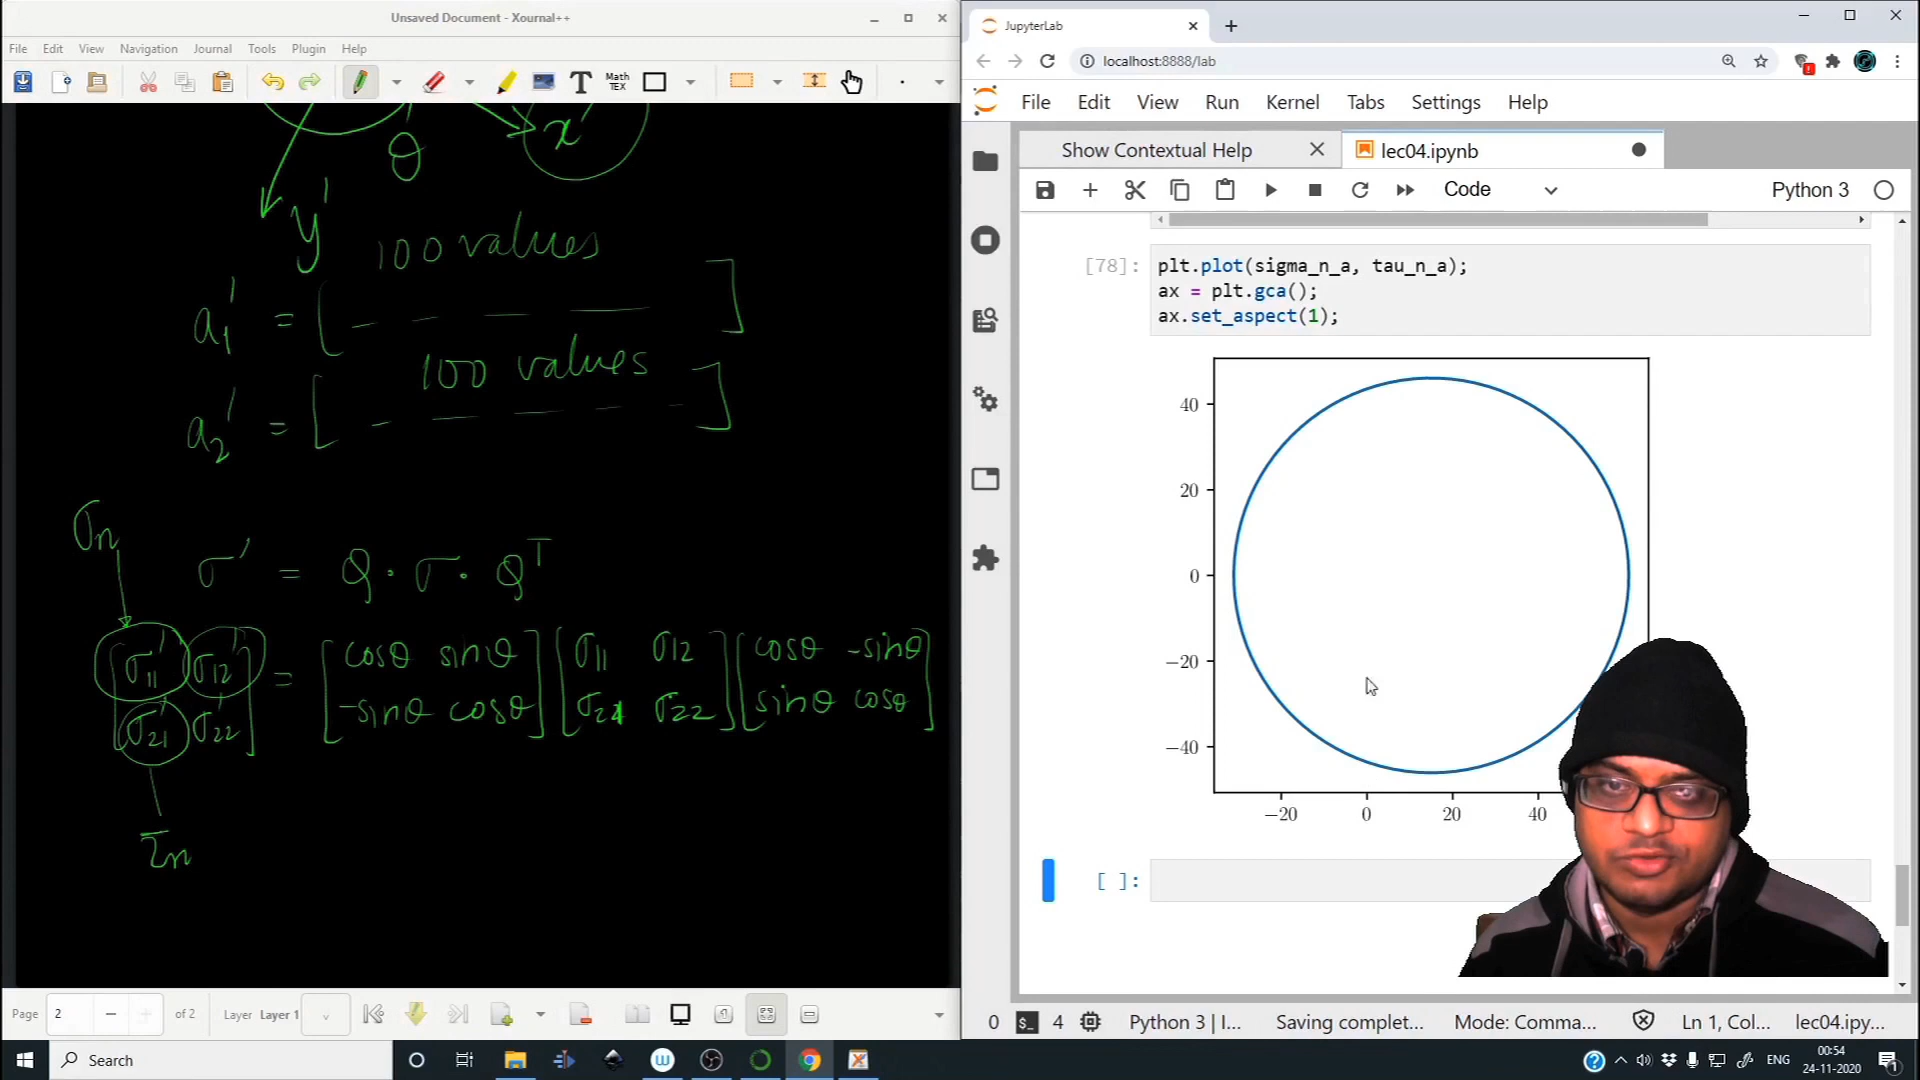 Unsaved Document - Xournal++
File Edit View Navigation Journal Tools Plugin Help
Math
TEX
T
θ
x'
y'
100 values
a₁' = [ - - - — ]
100 values
a₂' = [ - - - - - ]
σn
σ' = Q · σ · Qᵀ
[σ₁₁' σ₁₂'
σ₂₁' σ₂₂'] = [cosθ sinθ
-sinθ cosθ] [σ₁₁ σ₁₂
σ₂₁ σ₂₂] [cosθ -sinθ
sinθ cosθ]
τn
Page 2 of 2 Layer Layer 1
JupyterLab
localhost:8888/lab
File Edit View Run Kernel Tabs Settings Help
Show Contextual Help
lec04.ipynb
Code
Python 3
[78]: plt.plot(sigma_n_a, tau_n_a);
ax = plt.gca();
ax.set_aspect(1);
40
20
0
−20
−40
−20 0 20 40
[ ]:
0 4 Python 3 | I... Saving complet... Mode: Comma... Ln 1, Col... lec04.ipy...
Search
ENG
00:54
24-11-2020
1